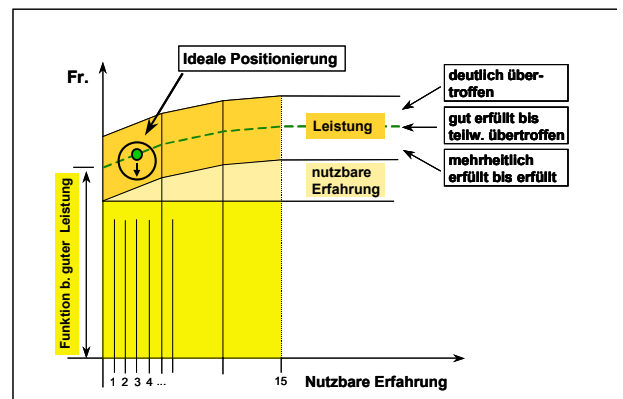 Fr.
Ideale Positionierung
deutlich über-
troffen
gut erfüllt bis
teilw. übertroffen
mehrheitlich
erfüllt bis erfüllt
Leistung
nutzbare
Erfahrung
Funktion b. guter Leistung
1 2 3 4 ... 15
Nutzbare Erfahrung